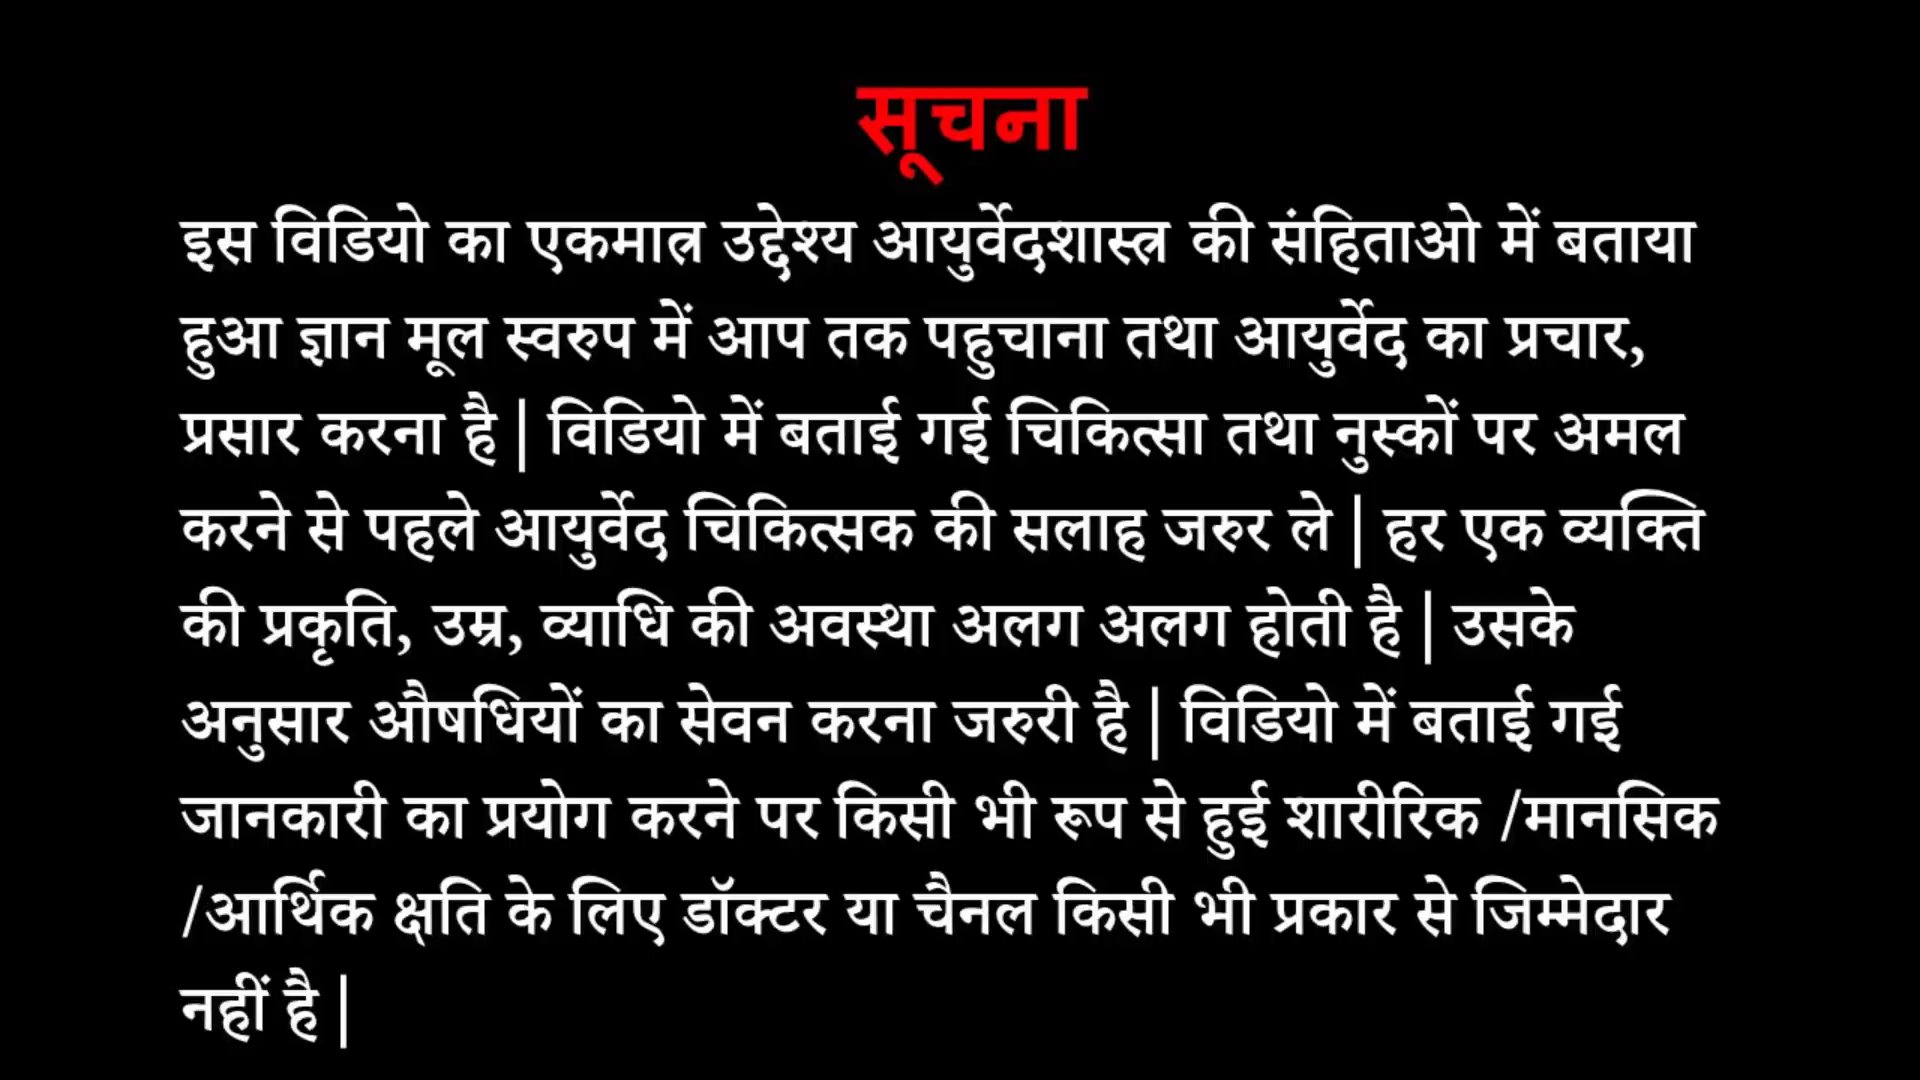 सूचना
इस विडियो का एकमात्र उद्देश्य आयुर्वेदशास्त्र की संहिताओ में बताया
हुआ ज्ञान मूल स्वरुप में आप तक पहुचाना तथा आयुर्वेद का प्रचार,
प्रसार करना है | विडियो में बताई गई चिकित्सा तथा नुस्कों पर अमल
करने से पहले आयुर्वेद चिकित्सक की सलाह जरुर ले | हर एक व्यक्ति
की प्रकृति, उम्र, व्याधि की अवस्था अलग अलग होती है | उसके
अनुसार औषधियों का सेवन करना जरुरी है | विडियो में बताई गई
जानकारी का प्रयोग करने पर किसी भी रूप से हुई शारीरिक /मानसिक
/आर्थिक क्षति के लिए डॉक्टर या चैनल किसी भी प्रकार से जिम्मेदार
नहीं है |